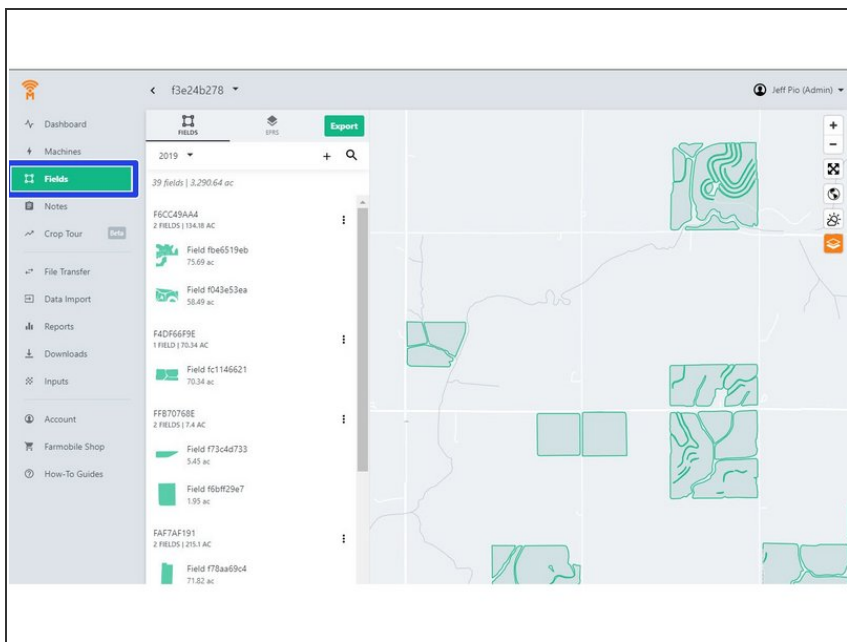 f3e24b278
Jeff Pio (Admin)
Dashboard
Machines
Fields
Notes
Crop Tour Beta
File Transfer
Data Import
Reports
Downloads
Inputs
Account
Farmobile Shop
How-To Guides
FIELDS
EFRS
Export
2019
39 fields | 3,290.64 ac
F6CC49AA4
2 FIELDS | 134.18 AC
Field fbe6519eb
75.69 ac
Field f043e53ea
58.49 ac
F4DF66F9E
1 FIELD | 70.34 AC
Field fc1146621
70.34 ac
FFB70768E
2 FIELDS | 7.4 AC
Field f73c4d733
5.45 ac
Field f6bff29e7
1.95 ac
FAF7AF191
2 FIELDS | 215.1 AC
Field f78aa69c4
71.82 ac